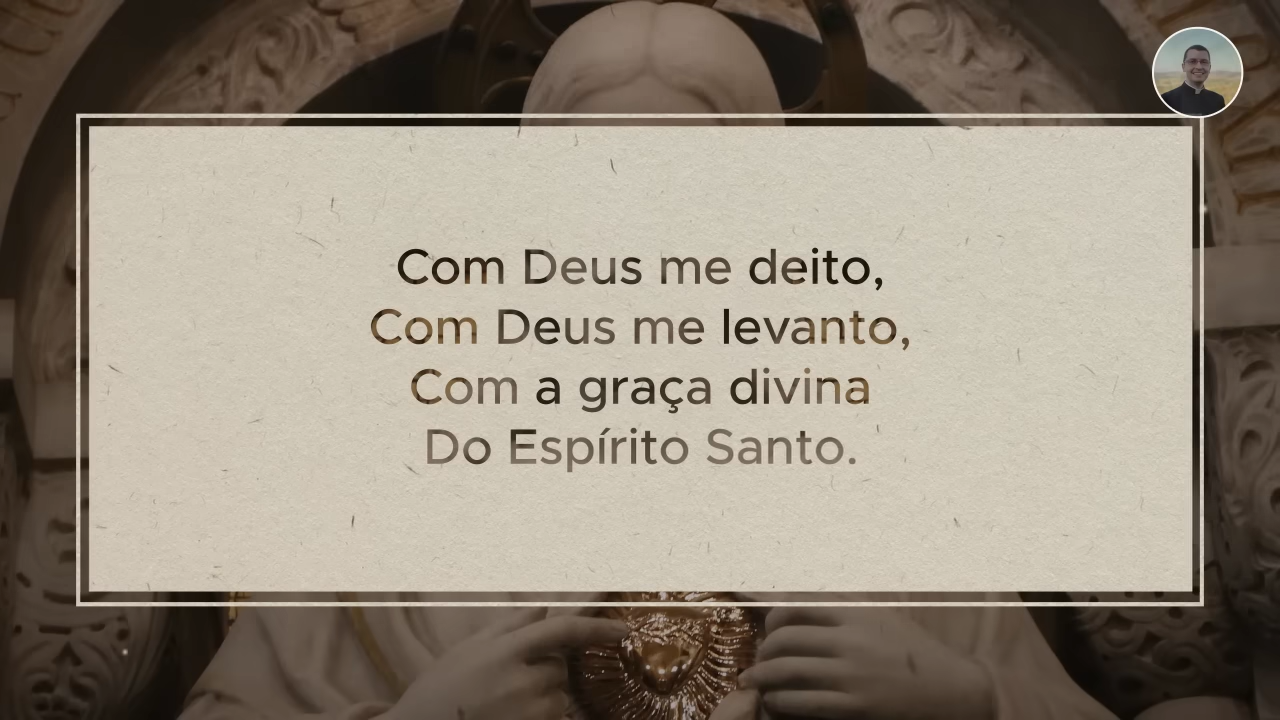 Com Deus me deito,
Com Deus me levanto,
Com a graça divina
Do Espírito Santo.